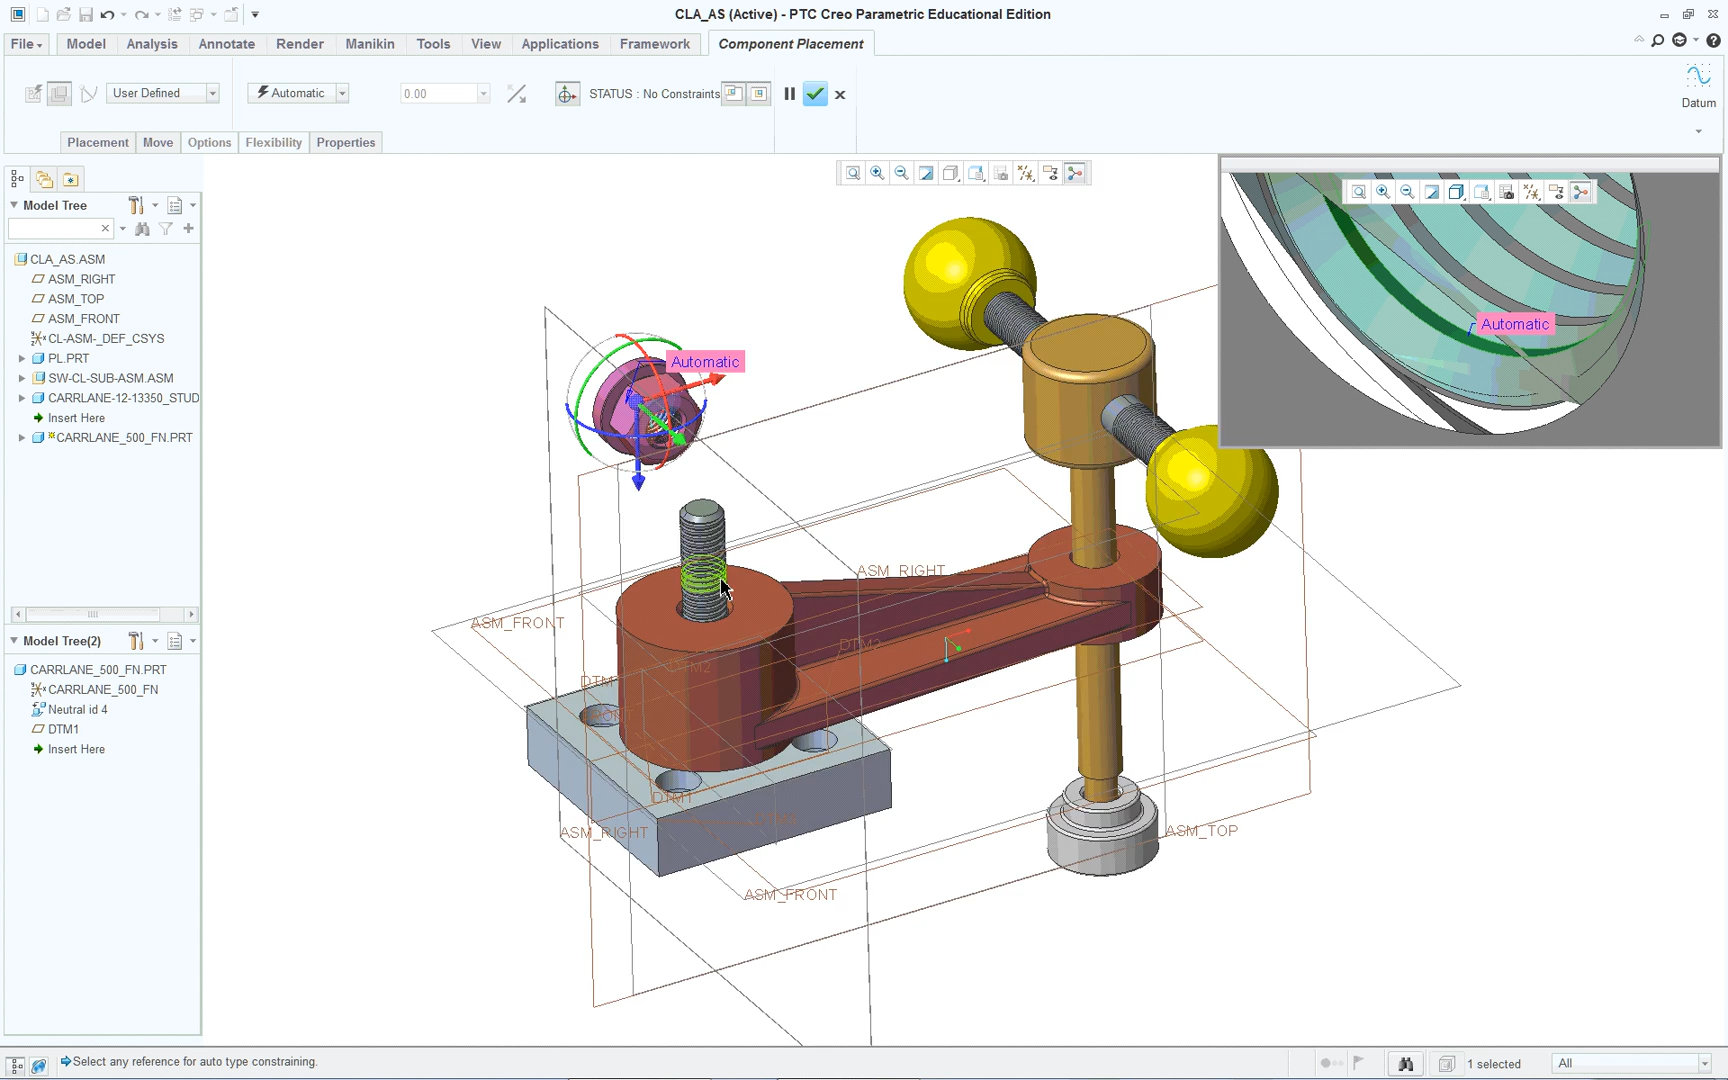 CLA_AS (Active) - PTC Creo Parametric Educational Edition
File Model Analysis Annotate Render Manikin Tools View Applications Framework Component Placement
User Defined Automatic 0.00 STATUS : No Constraints
Datum
Placement Move Options Flexibility Properties
Model Tree
CLA_AS.ASM
ASM_RIGHT
ASM_TOP
ASM_FRONT
CL-ASM-_DEF_CSYS
PL.PRT
SW-CL-SUB-ASM.ASM
CARRLANE-12-13350_STUD
Insert Here
*CARRLANE_500_FN.PRT
Model Tree(2)
CARRLANE_500_FN.PRT
CARRLANE_500_FN
Neutral id 4
DTM1
Insert Here
Automatic
Automatic
ASM_RIGHT
ASM_FRONT
DTM2
DTM2
DTM
FRONT
DTM1
ASM_RIGHT
ASM_TOP
ASM_FRONT
Select any reference for auto type constraining.
1 selected
All